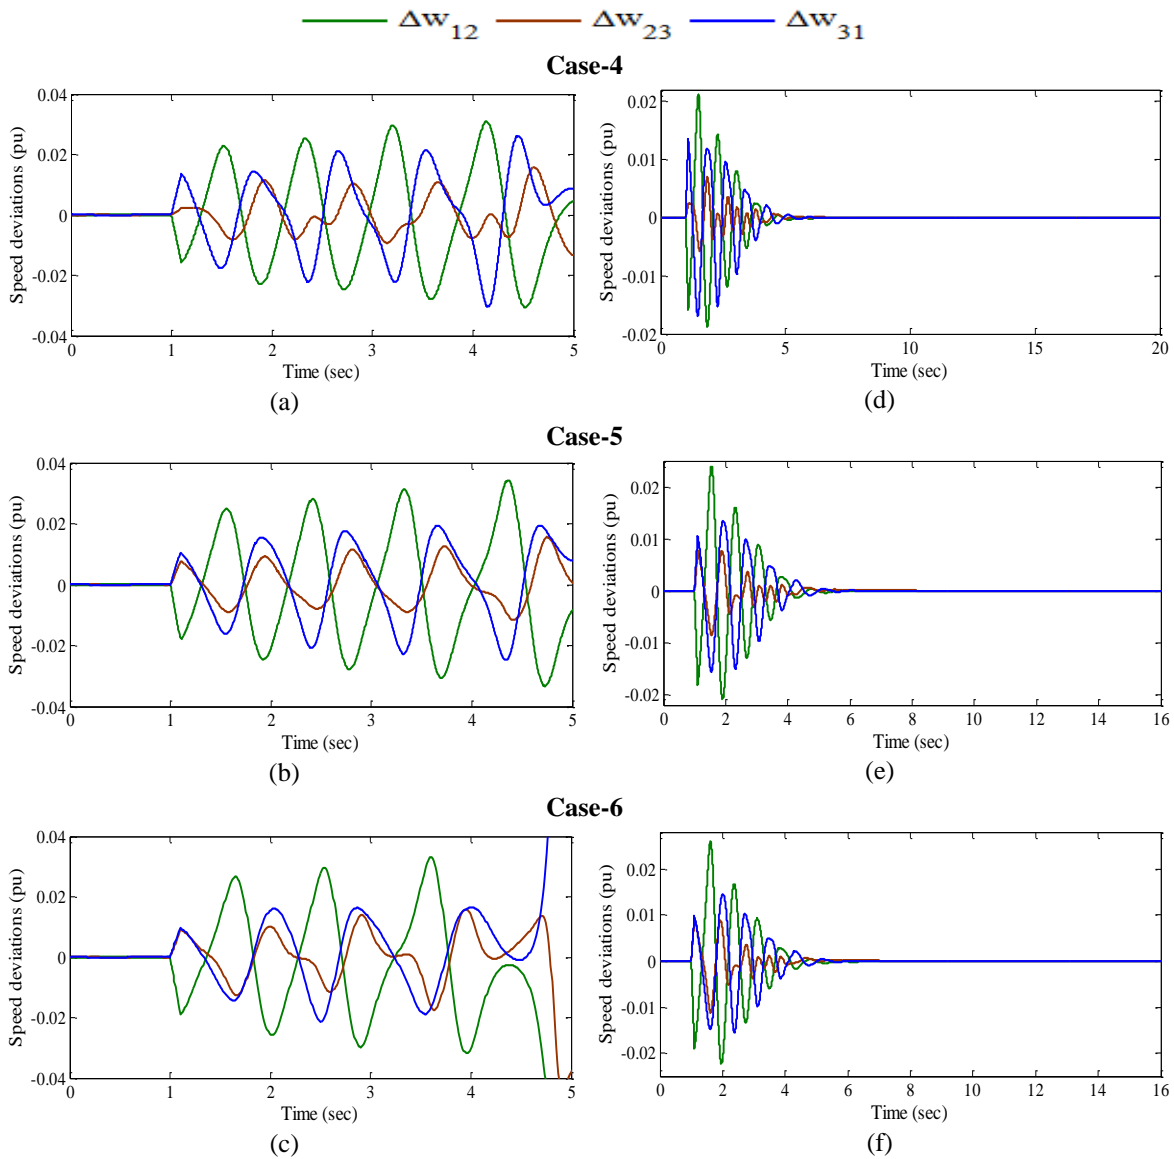 Δw12 Δw23 Δw31
Case-4
0.04
0.02
0
-0.02
-0.04
Speed deviations (pu)
0 1 2 3 4 5
Time (sec)
(a)
0.02
0.01
0
-0.01
-0.02
Speed deviations (pu)
0 5 10 15 20
Time (sec)
(d)
Case-5
0.04
0.02
0
-0.02
-0.04
Speed deviations (pu)
0 1 2 3 4 5
Time (sec)
(b)
0.02
0.01
0
-0.01
-0.02
Speed deviations (pu)
0 2 4 6 8 10 12 14 16
Time (sec)
(e)
Case-6
0.04
0.02
0
-0.02
-0.04
Speed deviations (pu)
0 1 2 3 4 5
Time (sec)
(c)
0.02
0.01
0
-0.01
-0.02
Speed deviations (pu)
0 2 4 6 8 10 12 14 16
Time (sec)
(f)